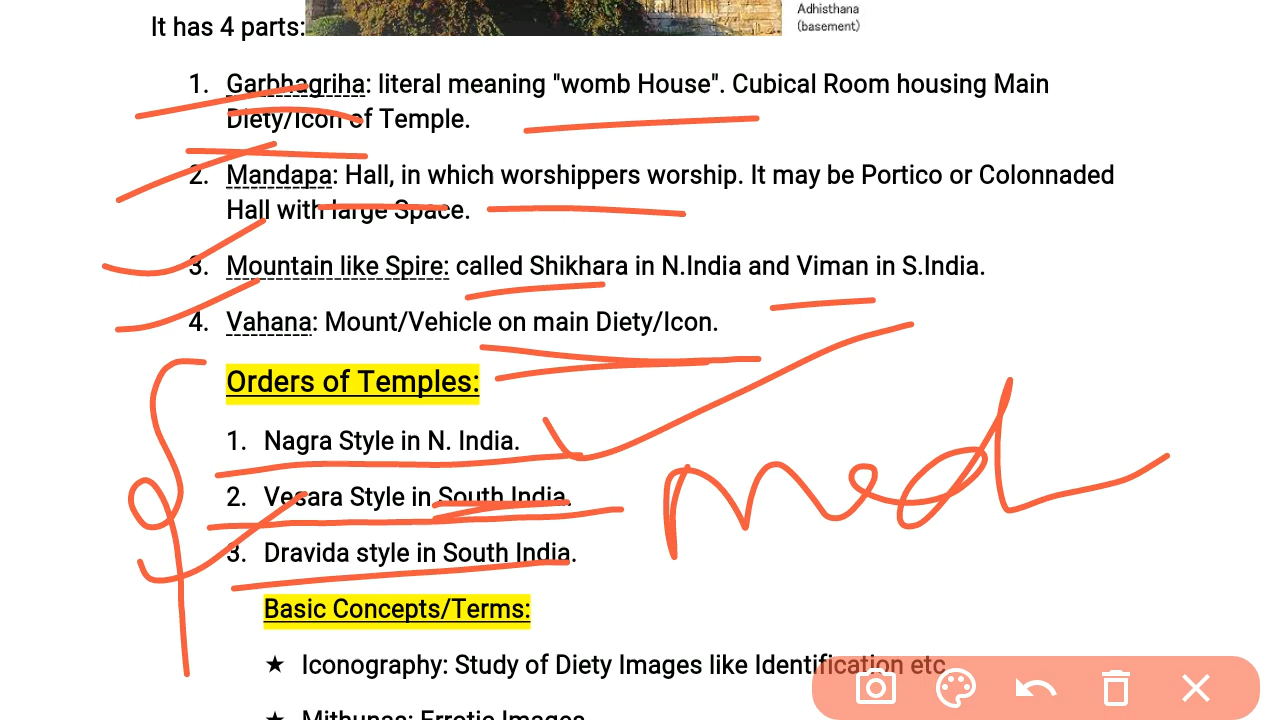 Adhisthana
(basement)
It has 4 parts:
1. Garbhagriha: literal meaning "womb House". Cubical Room housing Main
Diety/Icon of Temple.
2. Mandapa: Hall, in which worshippers worship. It may be Portico or Colonnaded
Hall with large Space.
3. Mountain like Spire: called Shikhara in N.India and Viman in S.India.
4. Vahana: Mount/Vehicle on main Diety/Icon.
Orders of Temples:
1. Nagra Style in N. India.
2. Vesara Style in South India.
med
3. Dravida style in South India.
Basic Concepts/Terms:
★ Iconography: Study of Diety Images like Identification etc
★ Mithunas: Errotic Images